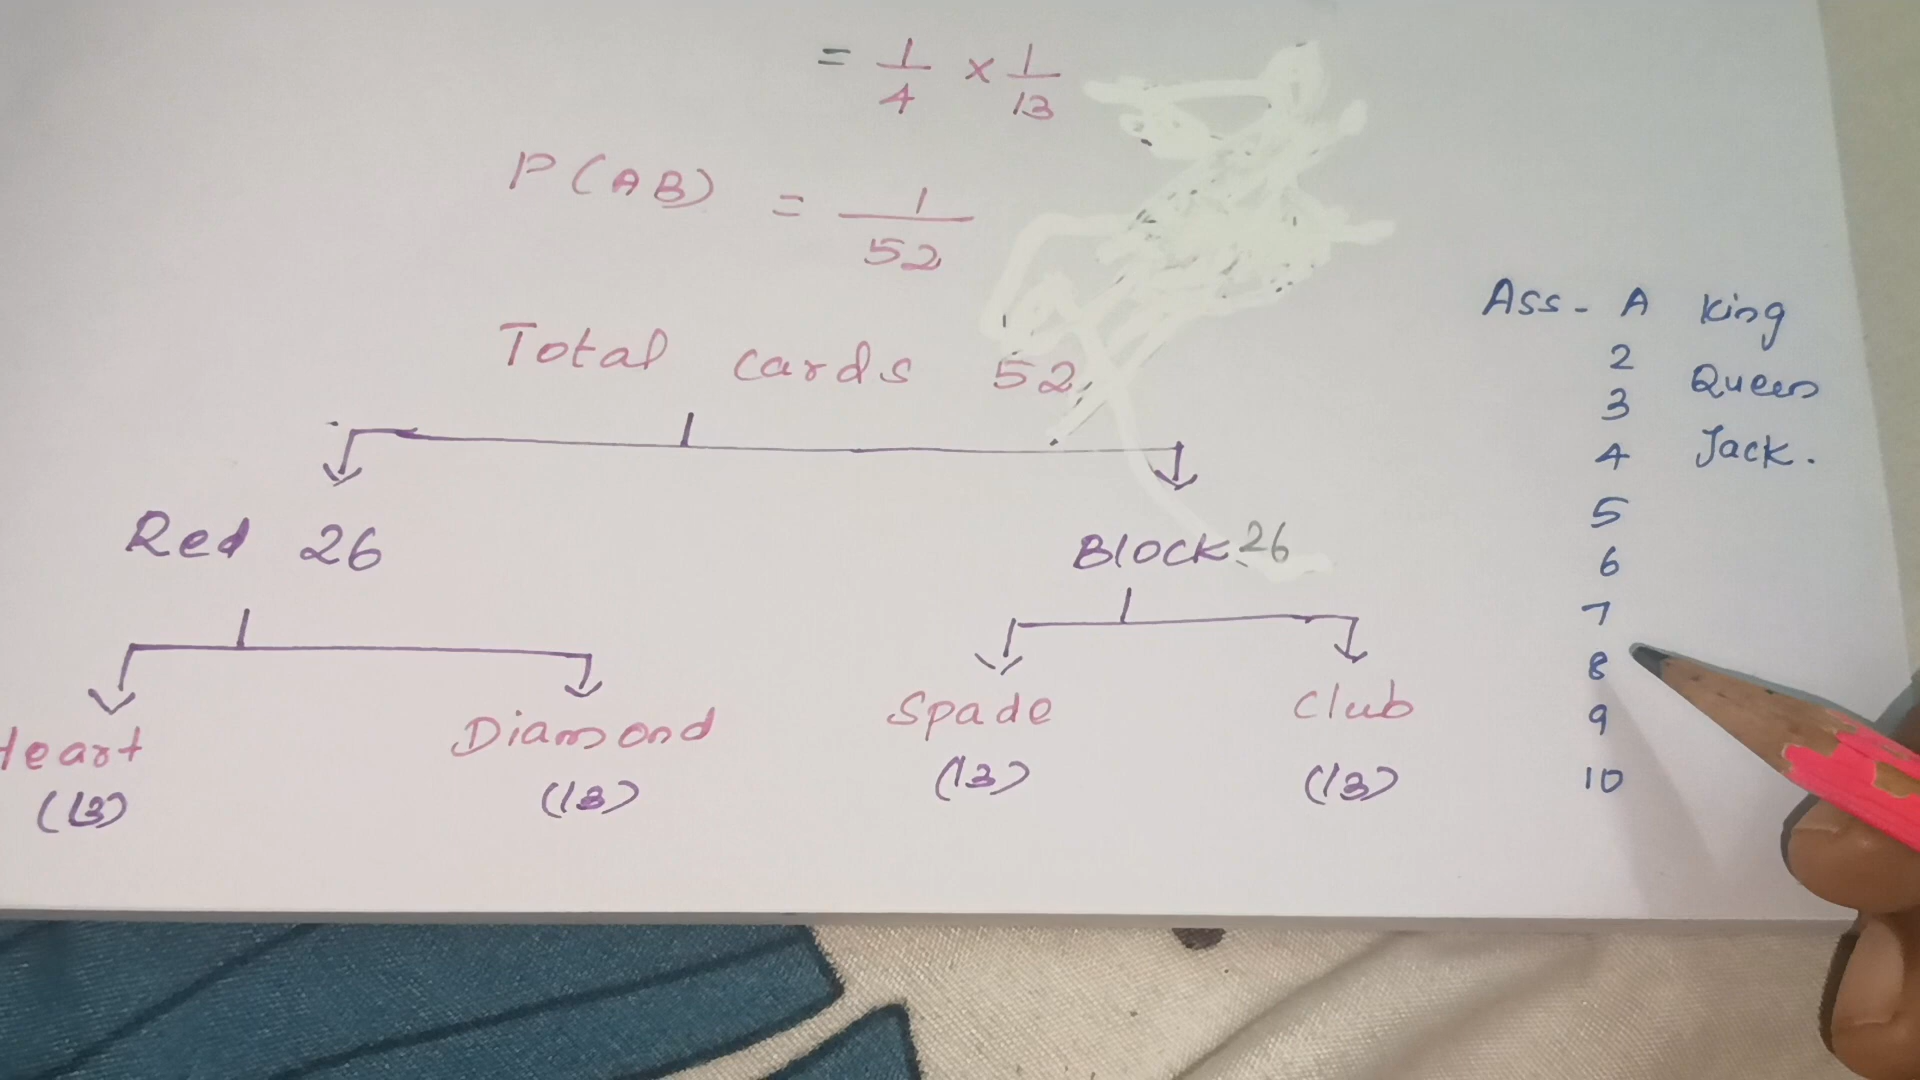 = 1/4 × 1/13
P(AB) = 1/52
Total cards 52
Red 26
Block 26
Heart
(13)
Diamond
(13)
Spade
(13)
Club
(13)
Ass - A
2
3
4
5
6
7
8
9
10
King
Queen
Jack.